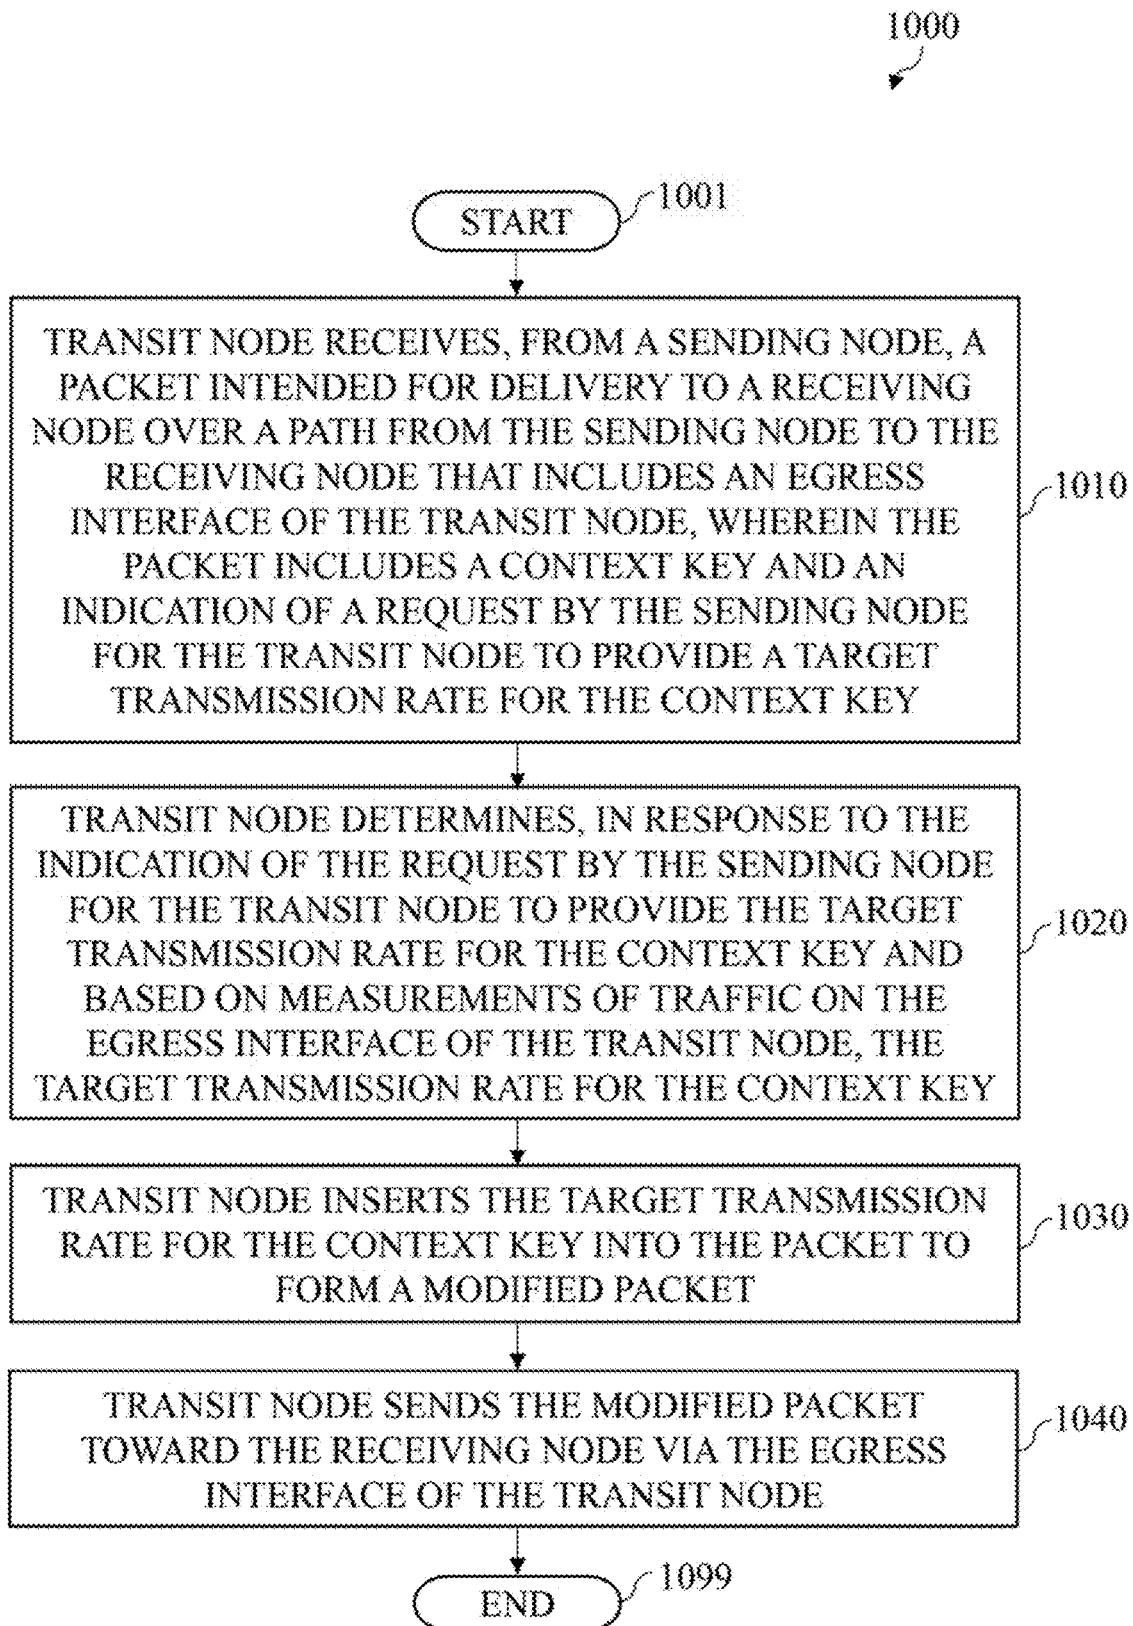 1000
START
1001
TRANSIT NODE RECEIVES, FROM A SENDING NODE, A
PACKET INTENDED FOR DELIVERY TO A RECEIVING
NODE OVER A PATH FROM THE SENDING NODE TO THE
RECEIVING NODE THAT INCLUDES AN EGRESS
INTERFACE OF THE TRANSIT NODE, WHEREIN THE
PACKET INCLUDES A CONTEXT KEY AND AN
INDICATION OF A REQUEST BY THE SENDING NODE
FOR THE TRANSIT NODE TO PROVIDE A TARGET
TRANSMISSION RATE FOR THE CONTEXT KEY
1010
TRANSIT NODE DETERMINES, IN RESPONSE TO THE
INDICATION OF THE REQUEST BY THE SENDING NODE
FOR THE TRANSIT NODE TO PROVIDE THE TARGET
TRANSMISSION RATE FOR THE CONTEXT KEY AND
BASED ON MEASUREMENTS OF TRAFFIC ON THE
EGRESS INTERFACE OF THE TRANSIT NODE, THE
TARGET TRANSMISSION RATE FOR THE CONTEXT KEY
1020
TRANSIT NODE INSERTS THE TARGET TRANSMISSION
RATE FOR THE CONTEXT KEY INTO THE PACKET TO
FORM A MODIFIED PACKET
1030
TRANSIT NODE SENDS THE MODIFIED PACKET
TOWARD THE RECEIVING NODE VIA THE EGRESS
INTERFACE OF THE TRANSIT NODE
1040
END
1099